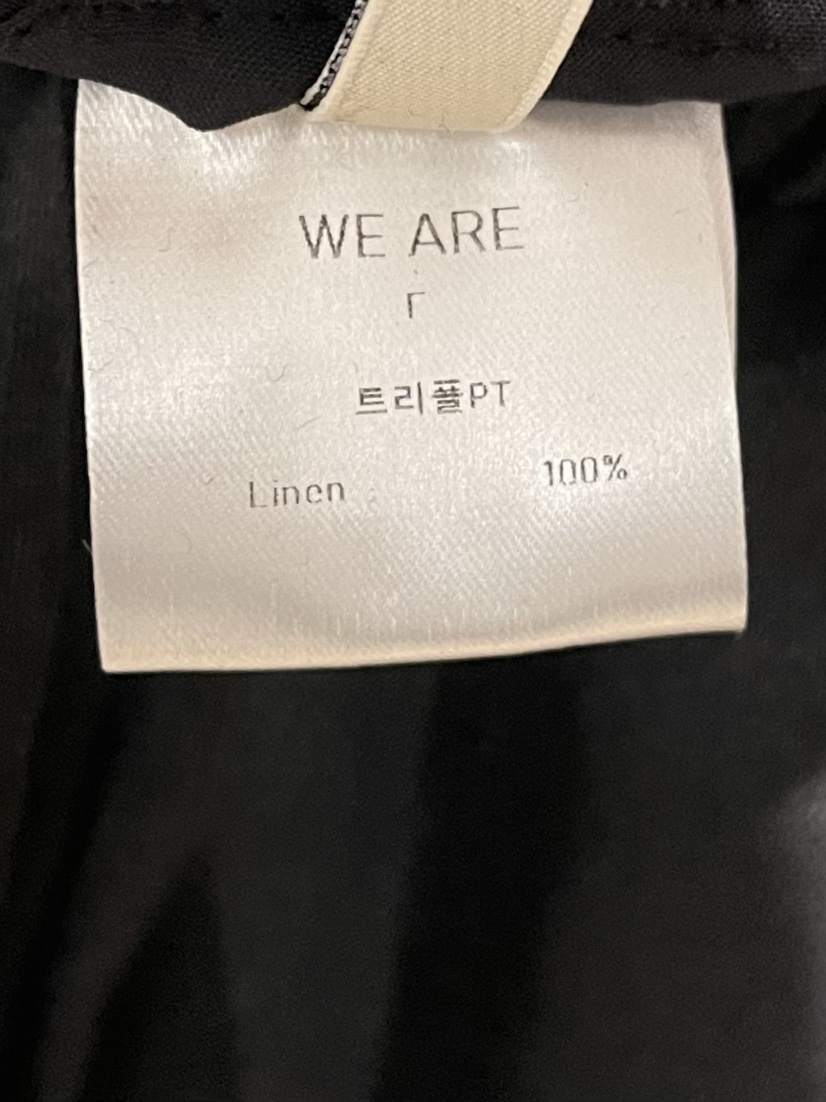 WE ARE
r
트리플PT
Linen 100%